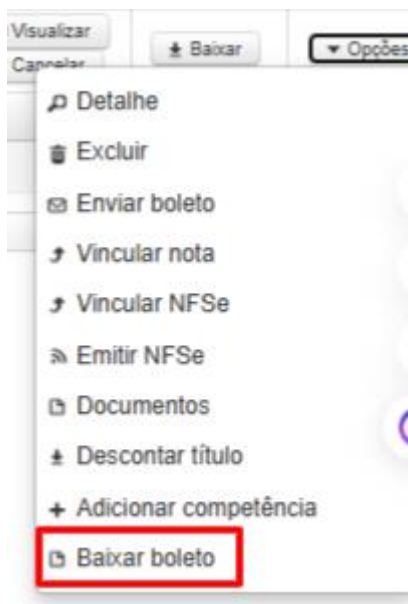 Visualizar
Baixar
Opções
Cancelar
Detalhe
Excluir
Enviar boleto
Vincular nota
Vincular NFSe
Emitir NFSe
Documentos
Descontar título
Adicionar competência
Baixar boleto